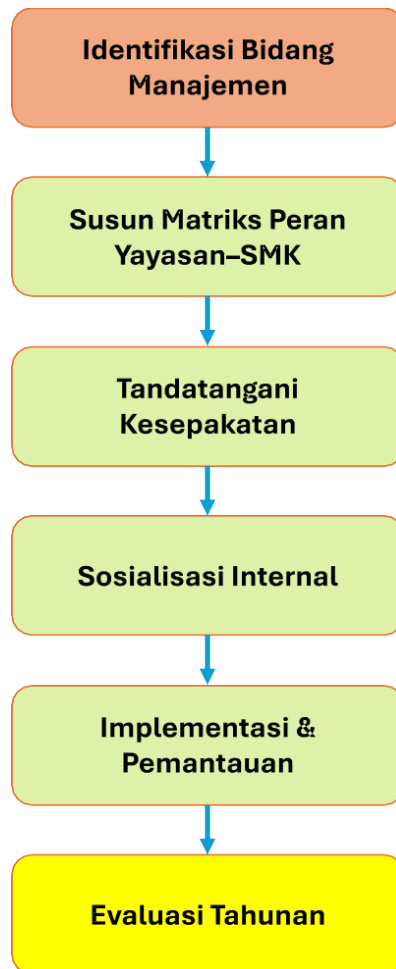 Identifikasi Bidang
Manajemen
Susun Matriks Peran
Yayasan–SMK
Tandatangani
Kesepakatan
Sosialisasi Internal
Implementasi &
Pemantauan
Evaluasi Tahunan